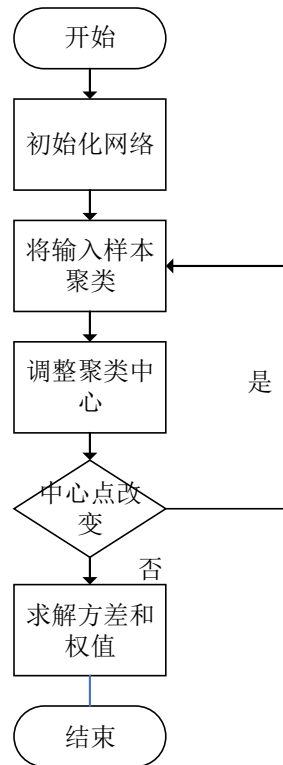 开始
初始化网络
将输入样本
聚类
调整聚类中
心
是
中心点改
变
否
求解方差和
权值
结束